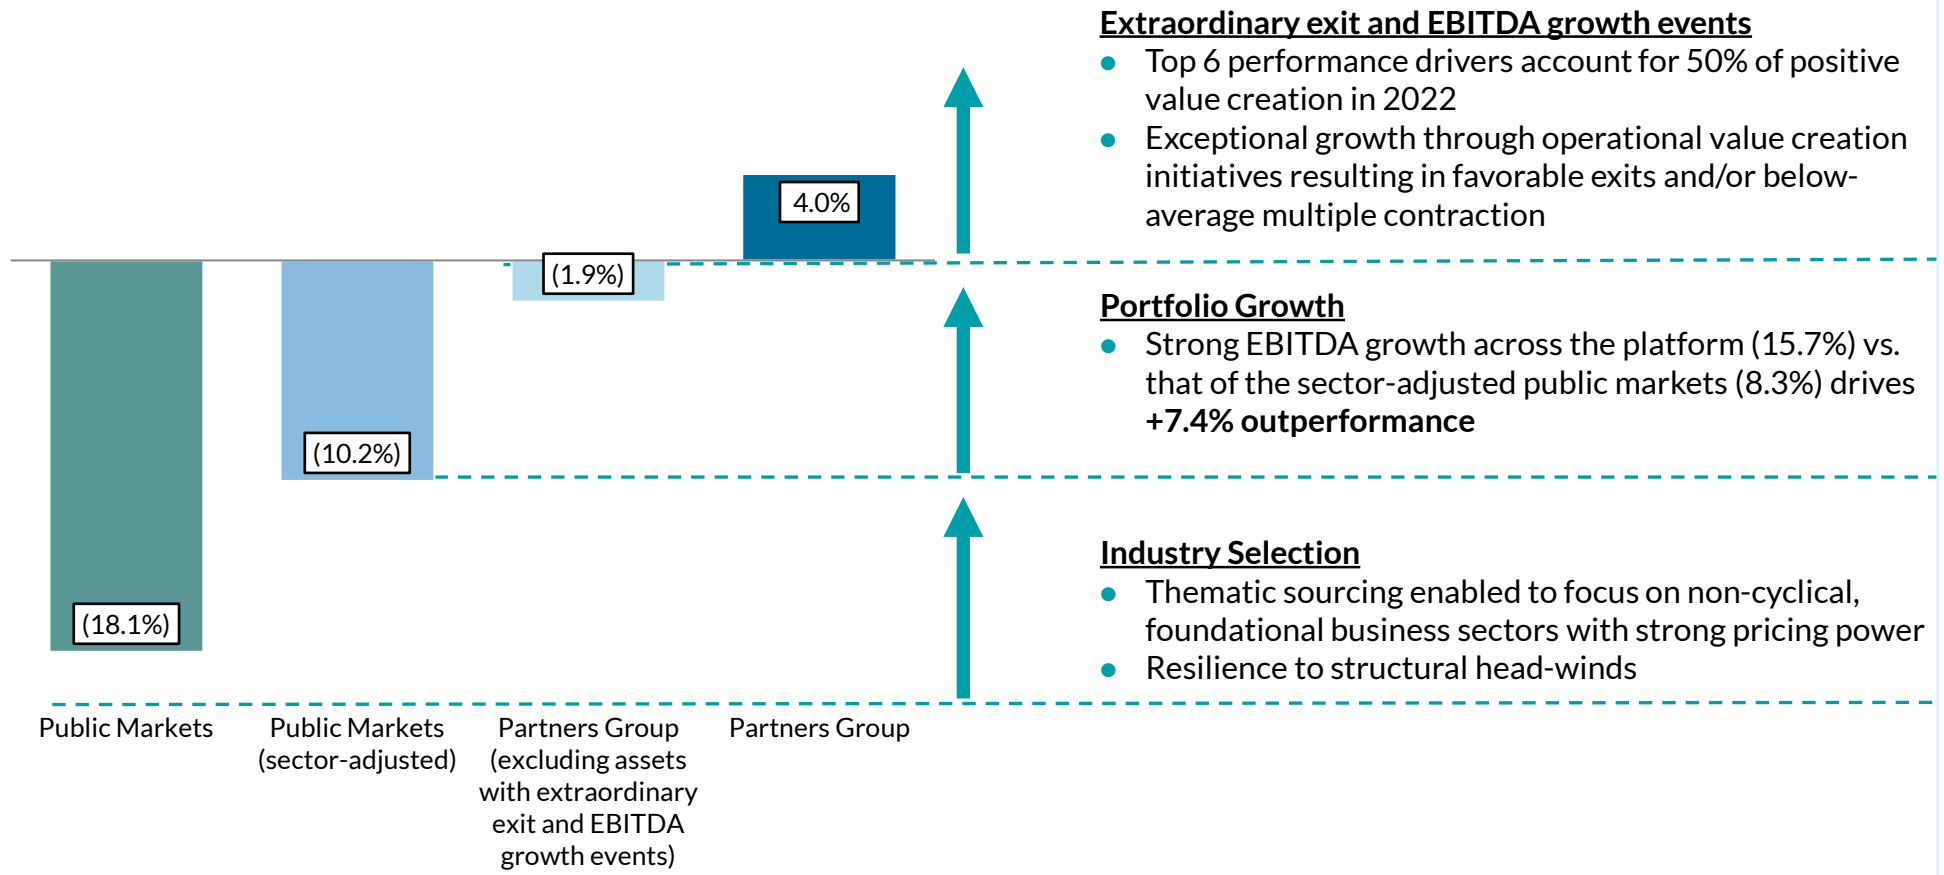 Extraordinary exit and EBITDA growth events
● Top 6 performance drivers account for 50% of positive
value creation in 2022
● Exceptional growth through operational value creation
initiatives resulting in favorable exits and/or below-
average multiple contraction
4.0%
(1.9%)
Portfolio Growth
● Strong EBITDA growth across the platform (15.7%) vs.
that of the sector-adjusted public markets (8.3%) drives
+7.4% outperformance
(10.2%)
Industry Selection
● Thematic sourcing enabled to focus on non-cyclical,
foundational business sectors with strong pricing power
● Resilience to structural head-winds
(18.1%)
Public Markets
Public Markets
(sector-adjusted)
Partners Group
(excluding assets
with extraordinary
exit and EBITDA
growth events)
Partners Group